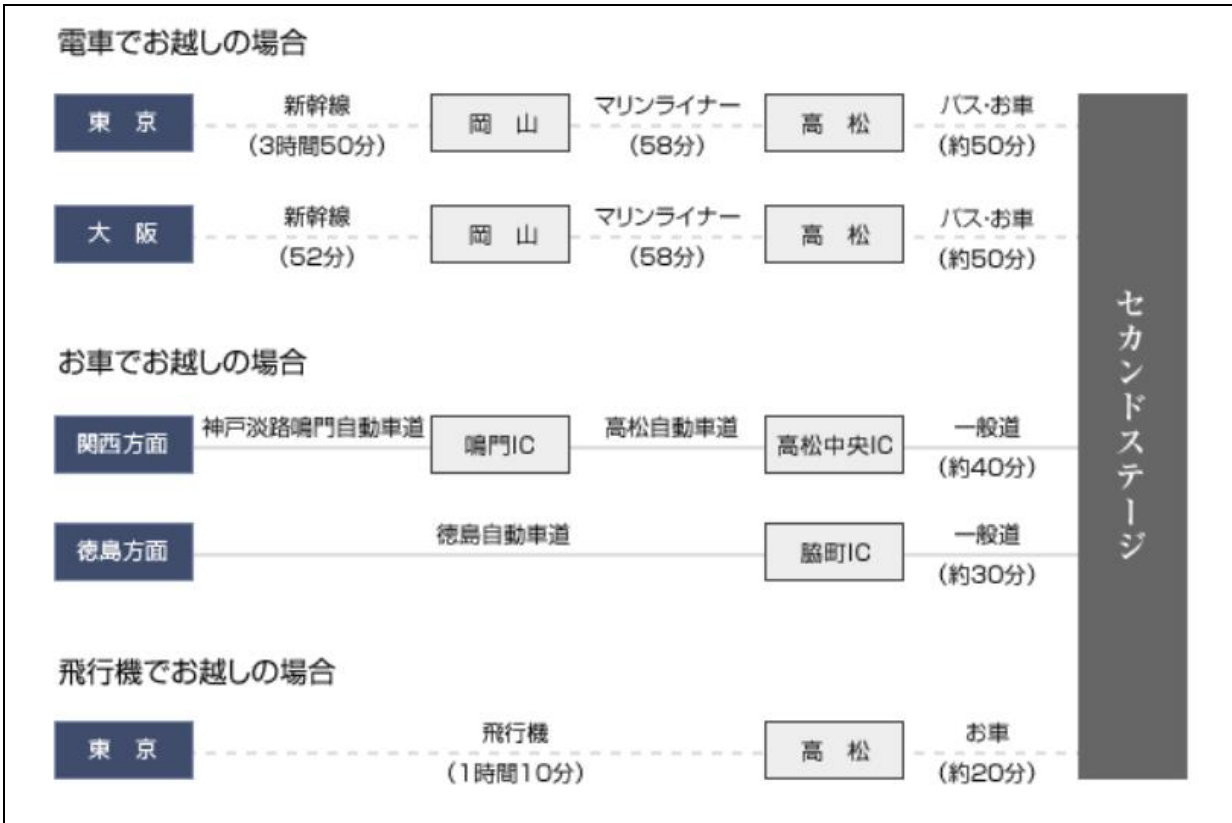 電車でお越しの場合
東 京
新幹線
(3時間50分)
岡 山
マリンライナー
(58分)
高 松
バス・お車
(約50分)
大 阪
新幹線
(52分)
岡 山
マリンライナー
(58分)
高 松
バス・お車
(約50分)
お車でお越しの場合
関西方面
神戸淡路鳴門自動車道
鳴門IC
高松自動車道
高松中央IC
一般道
(約40分)
徳島方面
徳島自動車道
脇町IC
一般道
(約30分)
飛行機でお越しの場合
東 京
飛行機
(1時間10分)
高 松
お車
(約20分)
セカンドステージ